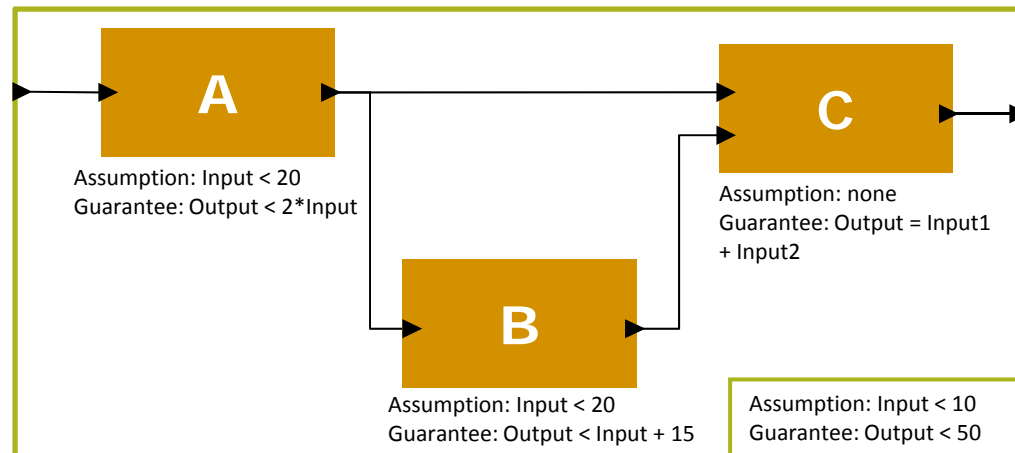 A
Assumption: Input < 20
Guarantee: Output < 2*Input
C
Assumption: none
Guarantee: Output = Input1
+ Input2
B
Assumption: Input < 20
Guarantee: Output < Input + 15
Assumption: Input < 10
Guarantee: Output < 50